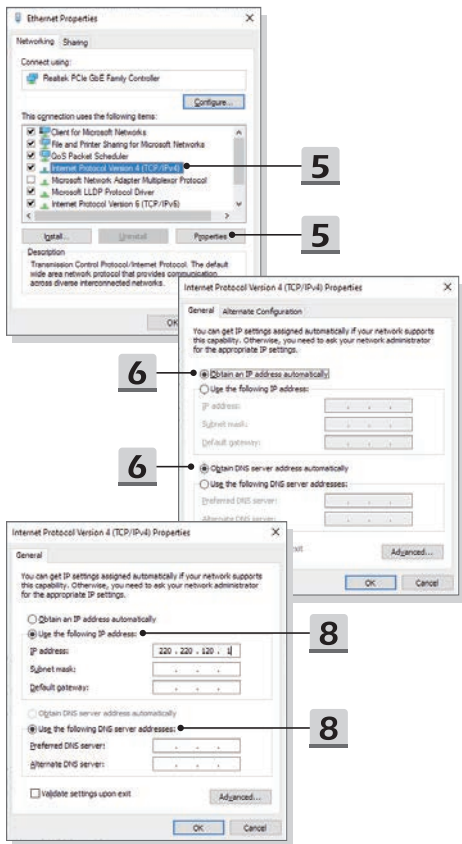 Ethernet Properties
Networking Sharing
Connect using:
Realtek PCIe GbE Family Controller
Configure...
This connection uses the following items:
Client for Microsoft Networks
File and Printer Sharing for Microsoft Networks
QoS Packet Scheduler
Internet Protocol Version 4 (TCP/IPv4)
5
Microsoft Network Adapter Multiplexor Protocol
Microsoft LLDP Protocol Driver
Internet Protocol Version 6 (TCP/IPv6)
Install... Uninstall Properties
5
Description
Transmission Control Protocol/Internet Protocol. The default
wide area network protocol that provides communication
across diverse interconnected networks.
OK
Internet Protocol Version 4 (TCP/IPv4) Properties
General Alternate Configuration
You can get IP settings assigned automatically if your network supports
this capability. Otherwise, you need to ask your network administrator
for the appropriate IP settings.
6
Obtain an IP address automatically
Use the following IP address:
IP address:
Subnet mask:
Default gateway:
6
Obtain DNS server address automatically
Use the following DNS server addresses:
Preferred DNS server:
Alternate DNS server:
exit
Advanced...
OK Cancel
Internet Protocol Version 4 (TCP/IPv4) Properties
General
You can get IP settings assigned automatically if your network supports
this capability. Otherwise, you need to ask your network administrator
for the appropriate IP settings.
Obtain an IP address automatically
Use the following IP address:
8
IP address: 220 . 220 . 120 . 1
Subnet mask: . . .
Default gateway: . . .
Obtain DNS server address automatically
Use the following DNS server addresses:
8
Preferred DNS server: . . .
Alternate DNS server: . . .
Validate settings upon exit
Advanced...
OK Cancel